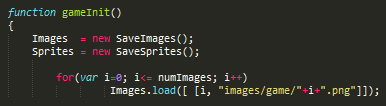 function gameInit()
{
    Images  = new SaveImages();
    Sprites = new SaveSprites();

        for(var i=0; i<= numImages; i++)
                Images.load([ [i, "images/game/"+i+".png"]]);